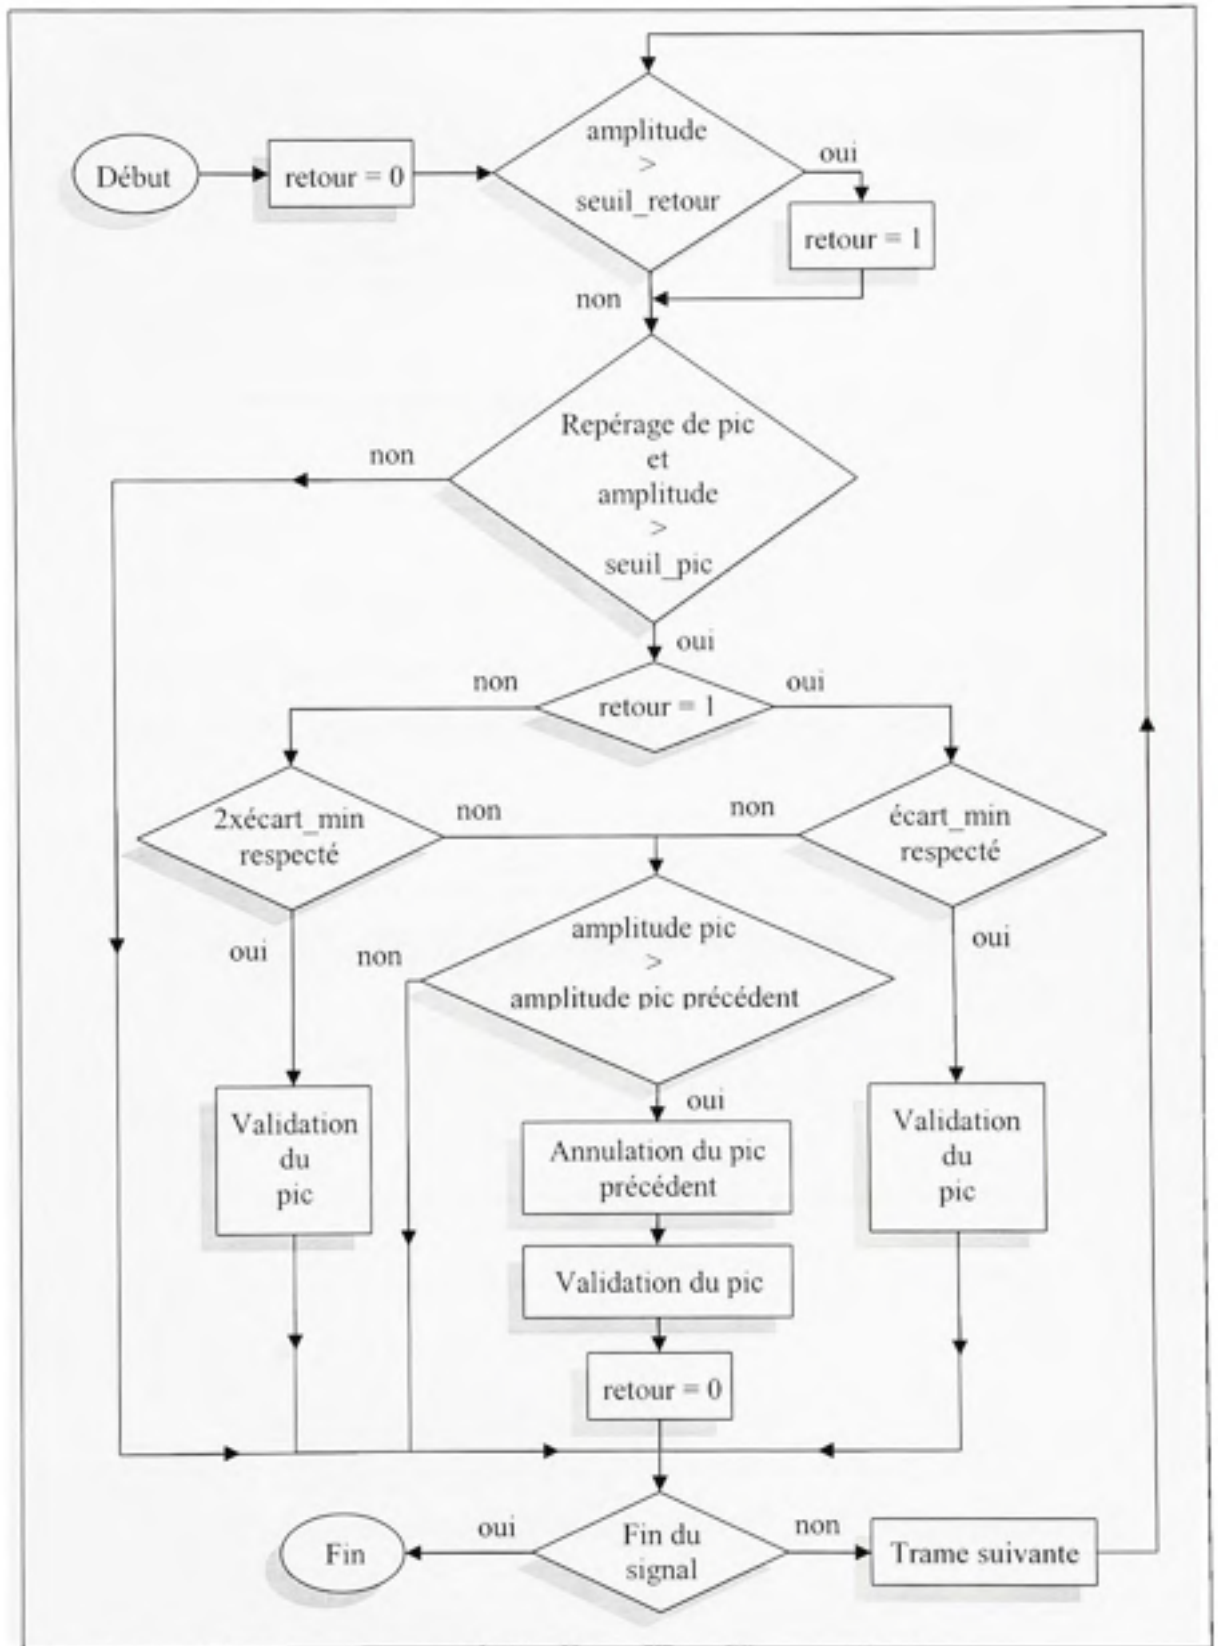 amplitude
>
seuil_retour
oui
Début
retour = 0
retour = 1
non
Repérage de pic
et
amplitude
>
seuil_pic
non
oui
non
retour = 1
oui
2xécart_min
respecté
non
non
écart_min
respecté
oui
non
amplitude pic
>
amplitude pic précédent
oui
oui
Validation
du
pic
Annulation du pic
précédent
Validation
du
pic
Validation du pic
retour = 0
Fin
oui
Fin du
signal
non
Trame suivante